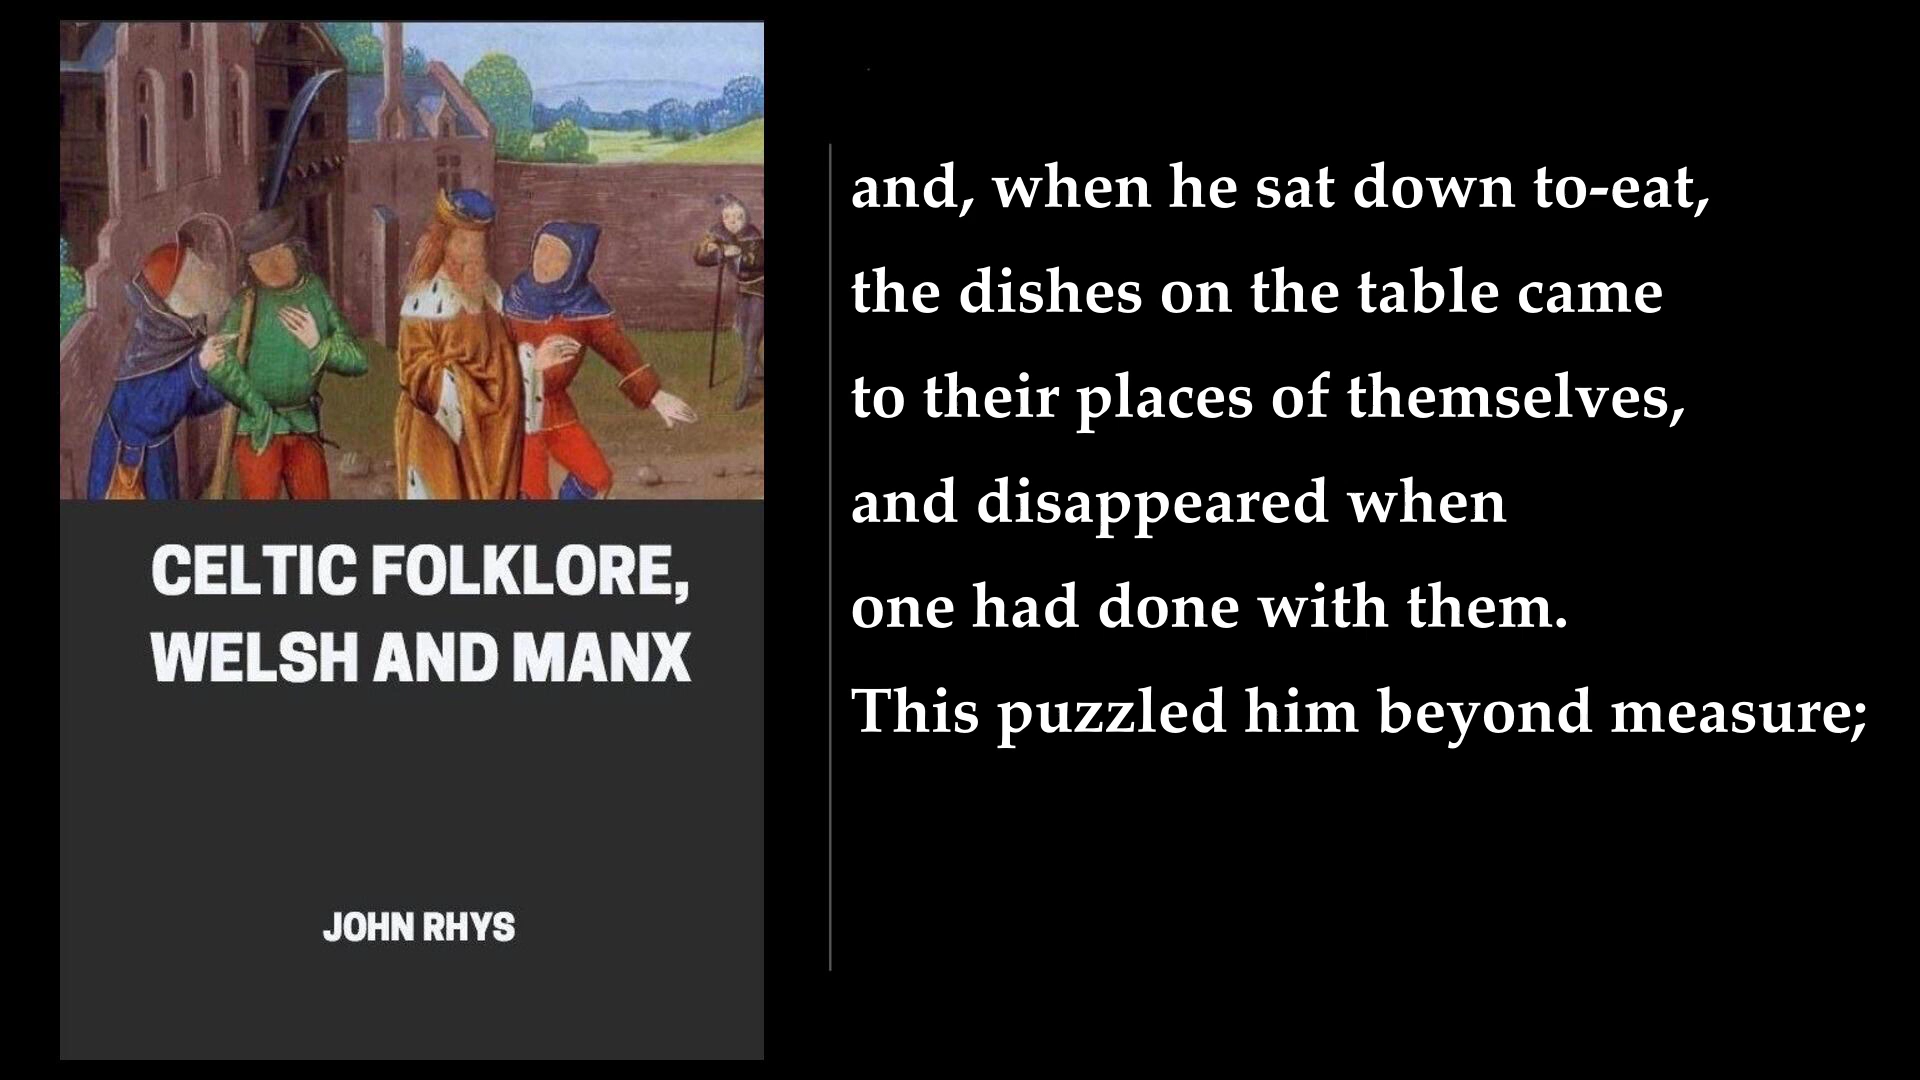 CELTIC FOLKLORE,
WELSH AND MANX
JOHN RHYS
and, when he sat down to-eat,
the dishes on the table came
to their places of themselves,
and disappeared when
one had done with them.
This puzzled him beyond measure;